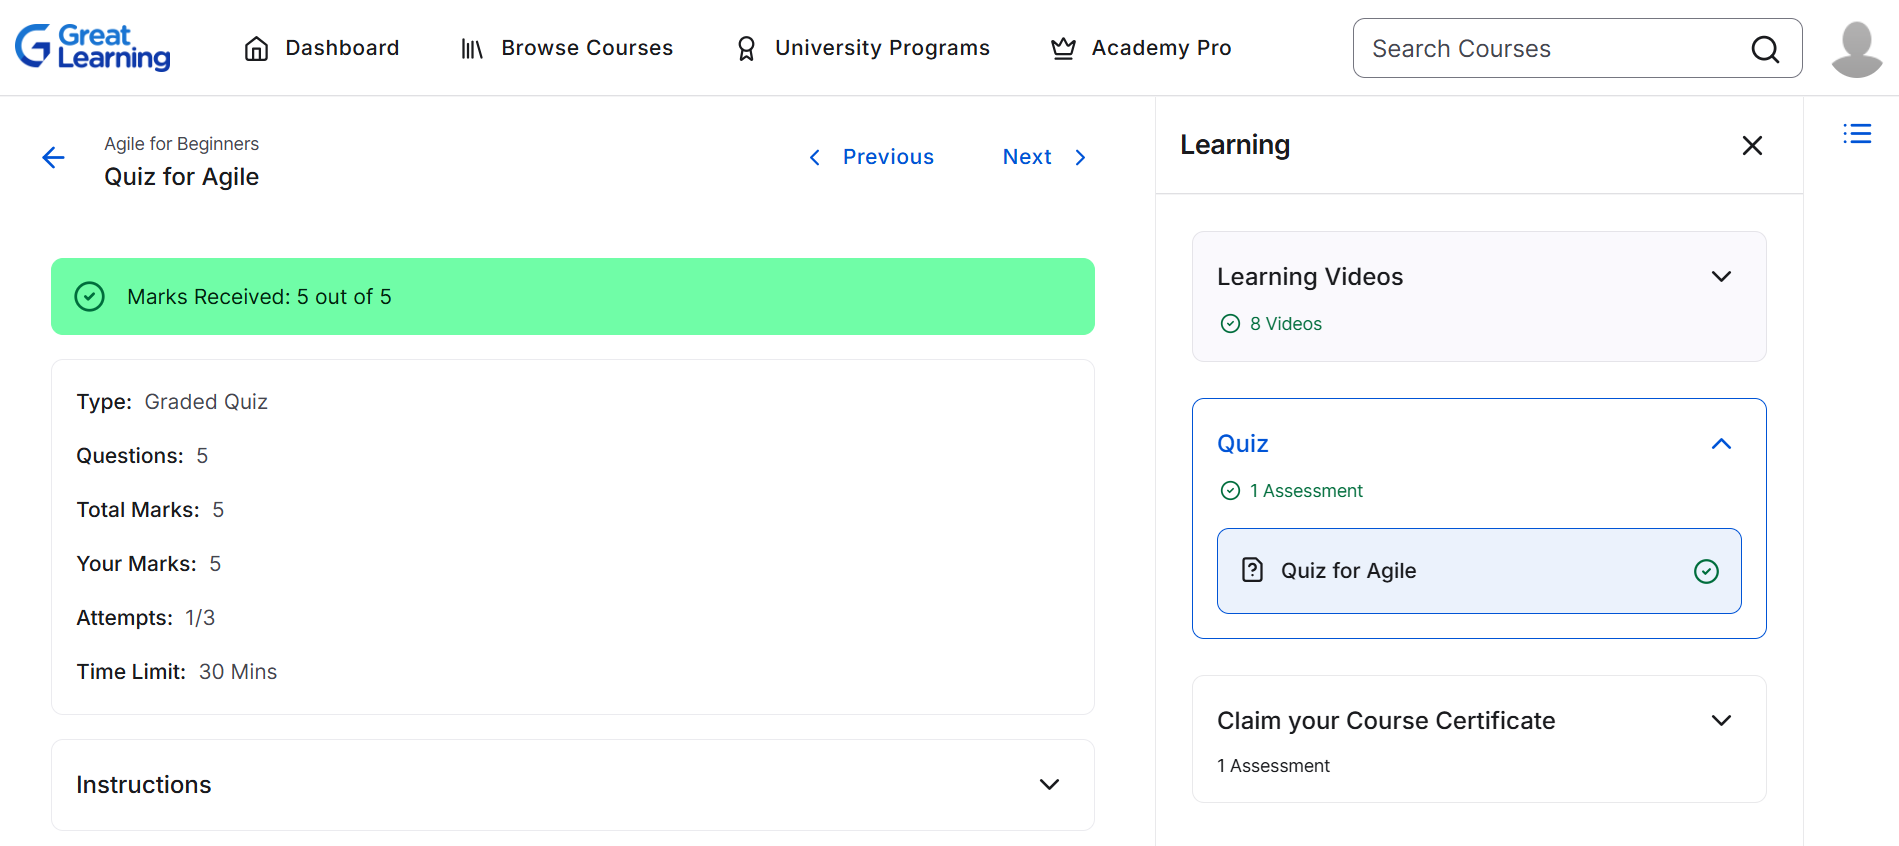 Great Learning
Dashboard
Browse Courses
University Programs
Academy Pro
Search Courses
Agile for Beginners
Quiz for Agile
Previous
Next
Marks Received: 5 out of 5
Type: Graded Quiz
Questions: 5
Total Marks: 5
Your Marks: 5
Attempts: 1/3
Time Limit: 30 Mins
Instructions
Learning
Learning Videos
8 Videos
Quiz
1 Assessment
Quiz for Agile
Claim your Course Certificate
1 Assessment